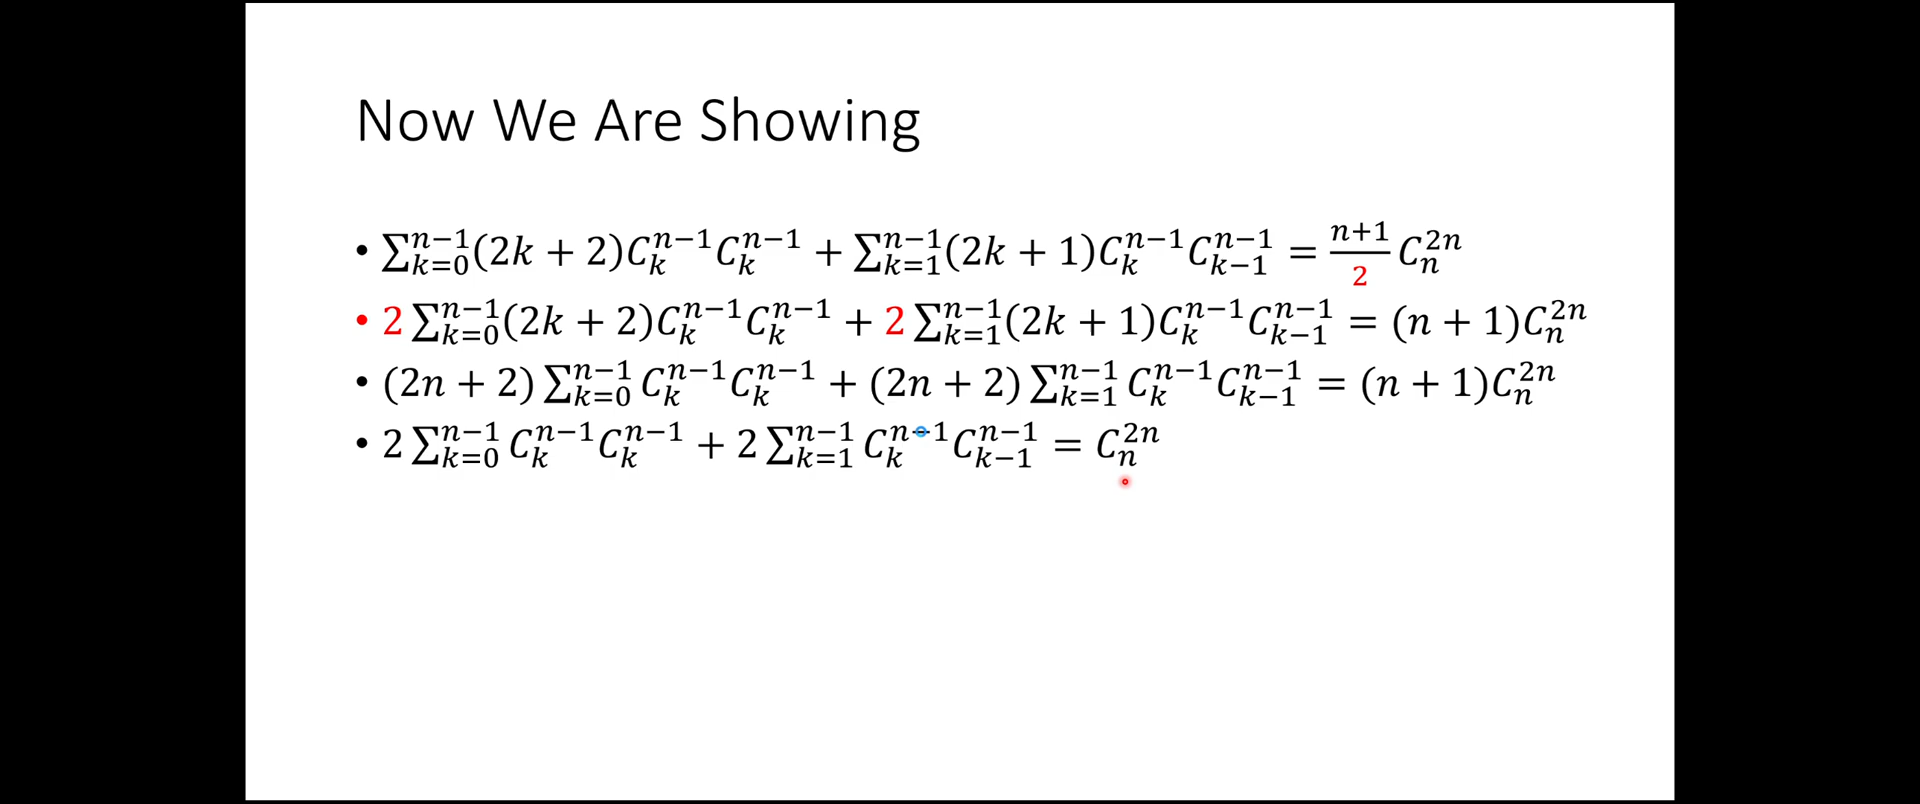 Now We Are Showing
• ∑_{k=0}^{n−1}(2k + 2)C_k^{n−1}C_k^{n−1} + ∑_{k=1}^{n−1}(2k + 1)C_k^{n−1}C_{k−1}^{n−1} = \frac{n+1}{2} C_n^{2n}
• 2 ∑_{k=0}^{n−1}(2k + 2)C_k^{n−1}C_k^{n−1} + 2 ∑_{k=1}^{n−1}(2k + 1)C_k^{n−1}C_{k−1}^{n−1} = (n + 1)C_n^{2n}
• (2n + 2) ∑_{k=0}^{n−1} C_k^{n−1}C_k^{n−1} + (2n + 2) ∑_{k=1}^{n−1} C_k^{n−1}C_{k−1}^{n−1} = (n + 1)C_n^{2n}
• 2 ∑_{k=0}^{n−1} C_k^{n−1}C_k^{n−1} + 2 ∑_{k=1}^{n−1} C_k^{n−1}C_{k−1}^{n−1} = C_n^{2n}